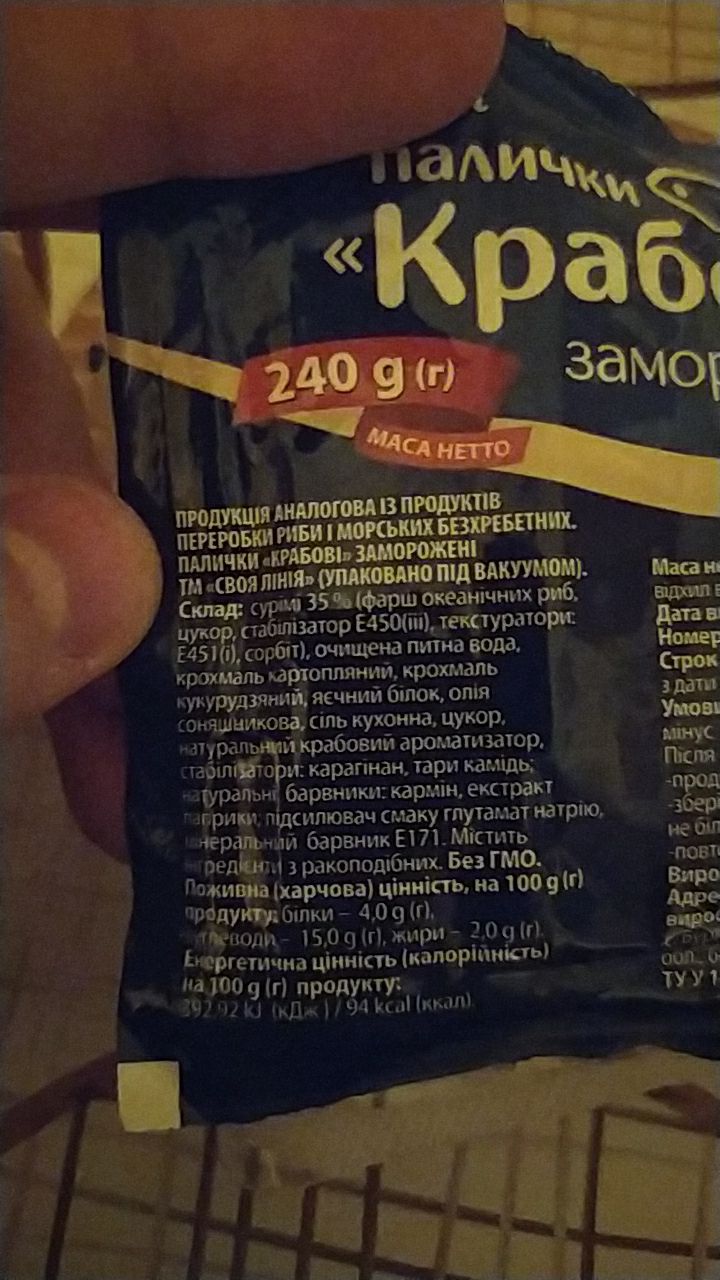 палички
«Крабо
замор
240 g (г)
МАСА НЕТТО
ПРОДУКЦІЯ АНАЛОГОВА ІЗ ПРОДУКТІВ
ПЕРЕРОБКИ РИБИ І МОРСЬКИХ БЕЗХРЕБЕТНИХ.
ПАЛИЧКИ «КРАБОВІ» ЗАМОРОЖЕНІ
ТМ «СВОЯ ЛІНІЯ» (УПАКОВАНО ПІД ВАКУУМОМ).
Склад: сурімі 35 % (фарш океанічних риб,
цукор, стабілізатор Е450(ііі), текстуратори:
Е451(і), сорбіт), очищена питна вода,
крохмаль картопляний, крохмаль
кукурудзяний, яєчний білок, олія
соняшникова, сіль кухонна, цукор,
натуральний крабовий ароматизатор,
стабілізатори: карагінан, тари камідь;
натуральні барвники: кармін, екстракт
паприки; підсилювач смаку глутамат натрію,
мінеральний барвник Е171. Містить
інгредієнти з ракоподібних. Без ГМО.
Поживна (харчова) цінність, на 100 g (г)
продукту: білки – 4,0 g (г),
вуглеводи – 15,0 g (г), жири – 2,0 g (г).
Енергетична цінність (калорійність)
на 100 g (г) продукту:
392,92 kJ (кДж) / 94 kcal (ккал).
Маса н
відхил в
Дата в
Номер
Строк
з дати
Умови
мінус
Після
-прод
-збер
не біл
-повт
Виро
Адре
виро
обл., 0
ТУ У 1